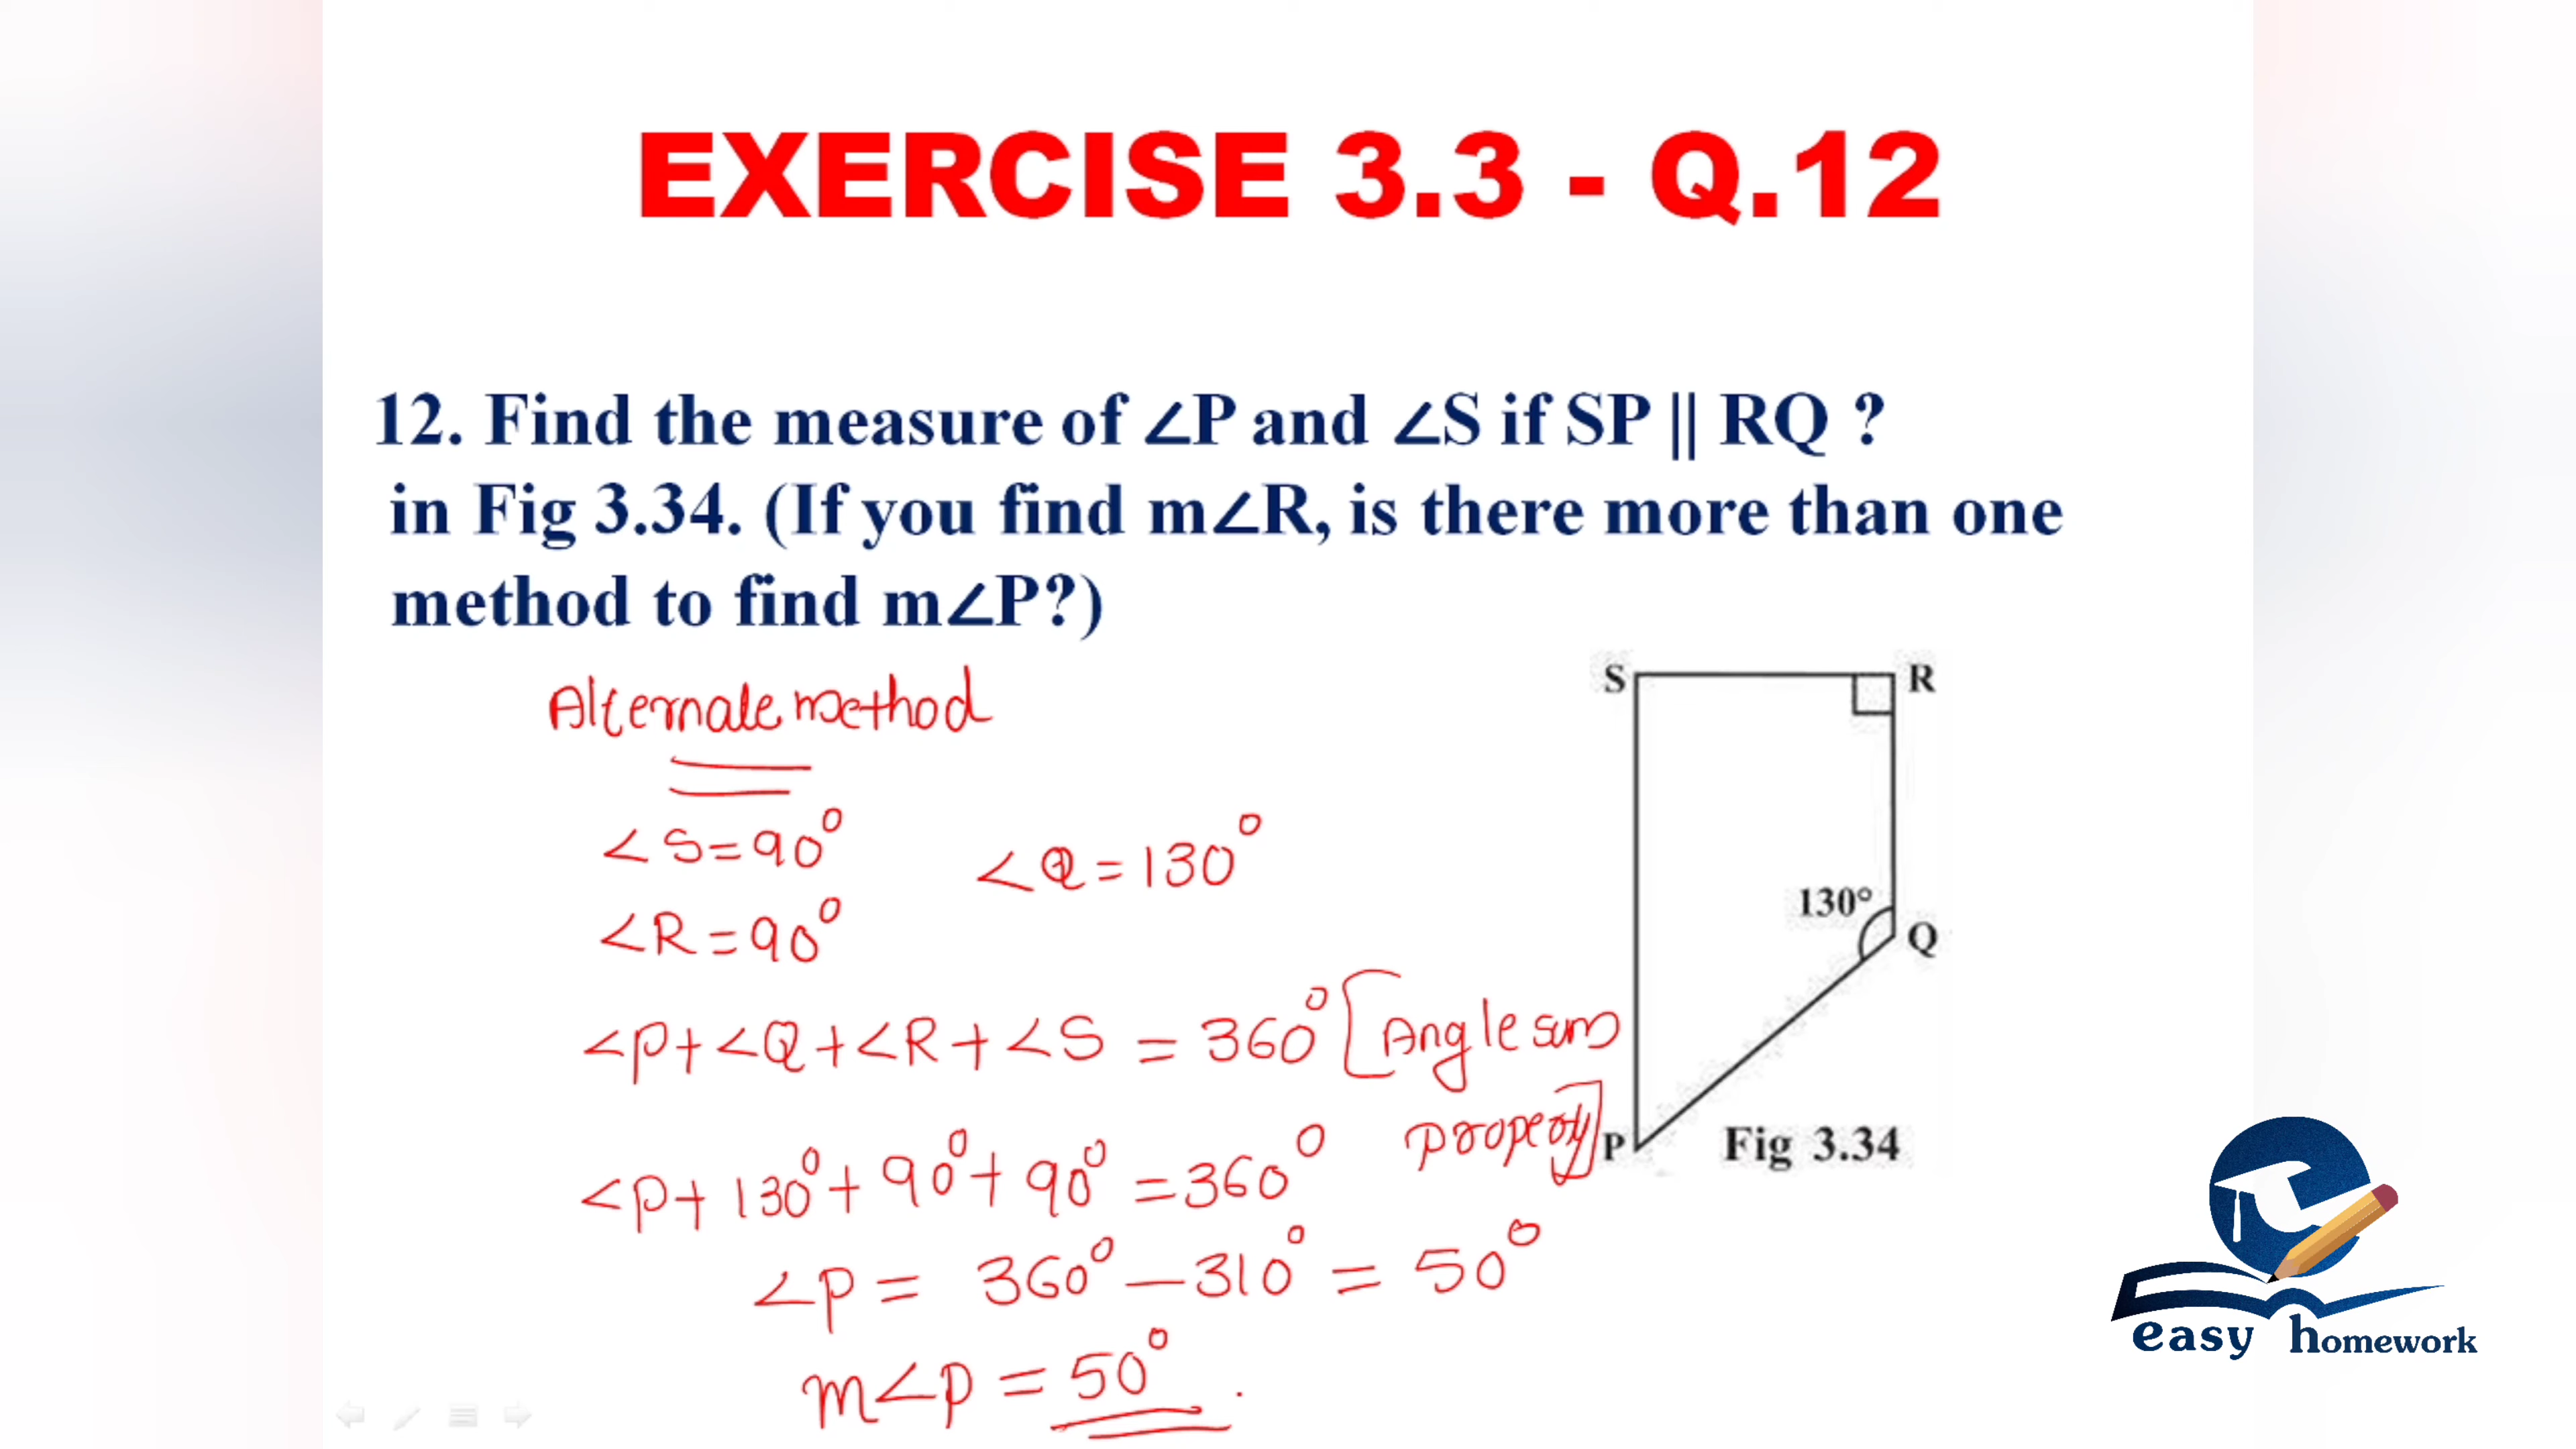 EXERCISE 3.3 - Q.12
12. Find the measure of ∠P and ∠S if SP || RQ ?
in Fig 3.34. (If you find m∠R, is there more than one
method to find m∠P?)
Alternate method
∠S=90°
∠Q=130°
∠R=90°
∠P+∠Q+∠R+∠S = 360° [Angle sum
property]
∠P+130°+90°+90°=360°
∠P = 360°-310° = 50°
m∠P = 50°.
S
R
130°
Q
P
Fig 3.34
easy homework